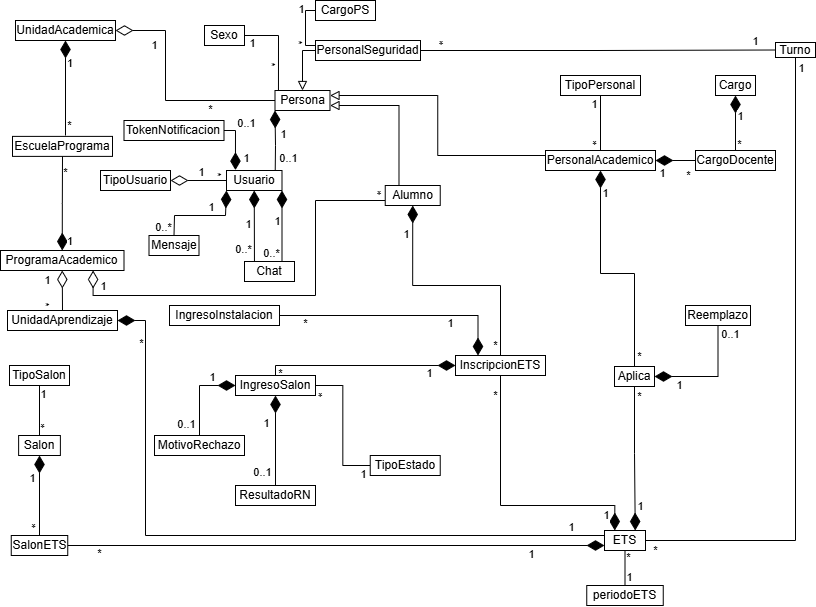 CargoPS
1
UnidadAcademica
1
1
Sexo
1
*
PersonalSeguridad
*
*
1
Turno
1
TipoPersonal
1
Cargo
1
*
Persona
*
1
*
TokenNotificacion
0..1
1
0..1
EscuelaPrograma
*
*
*
PersonalAcademico
1
*
CargoDocente
1
TipoUsuario
1
*
Usuario
1
1
1
*
Alumno
1
0..*
Mensaje
0..*
0..*
Chat
1
ProgramaAcademico
1
1
*
UnidadAprendizaje
*
IngresoInstalacion
*
1
Reemplazo
0..1
*
InscripcionETS
1
*
*
Aplica
1
*
TipoSalon
1
IngresoSalon
1
*
*
1
0..1
MotivoRechazo
*
Salon
1
0..1
ResultadoRN
1
TipoEstado
*
SalonETS
*
1
1
1
1
ETS
*
*
1
periodoETS